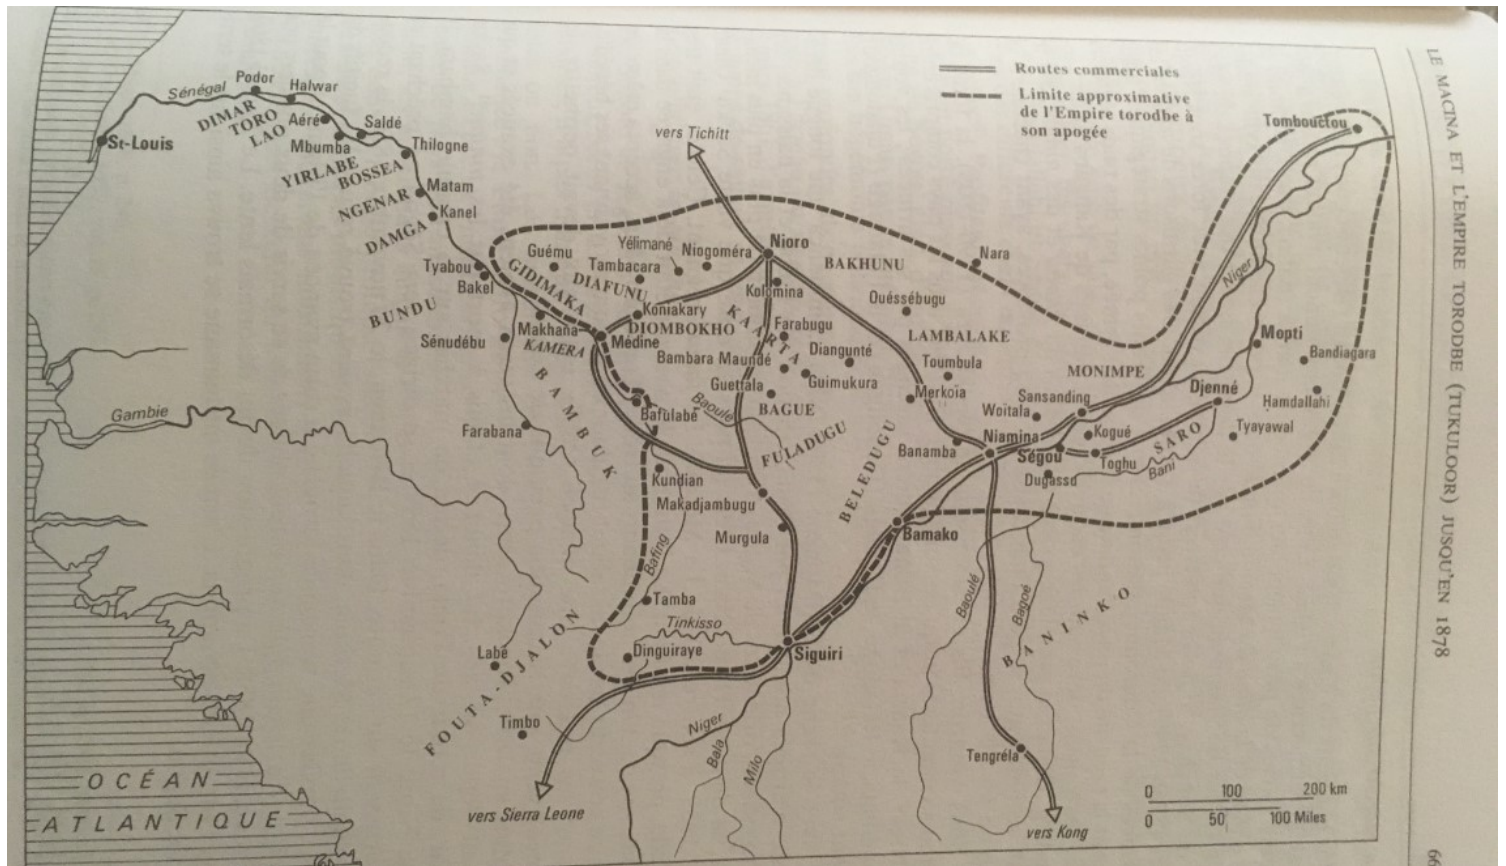 Routes commerciales
Limite approximative
de l'Empire torodbe à
son apogée
LE MACINA ET L'EMPIRE TORODBE (TUKULOOR) JUSQU'EN 1878
Tombouctou
Podor
Halwar
Sénégal
DIMAR
TORO
LAO
Aéré
Saldé
Mbumba
Thilogne
St-Louis
YIRLABE
BOSSEA
NGENAR
Matam
Kanel
DAMGA
vers Tichitt
Tyabou
Bakel
BUNDU
Guému
GIDIMAKA
DIAFUNU
Yélimané
Tambacara
Niogoméra
Nioro
BAKHUNU
Nara
Niger
Kolomina
Ouéssébugu
Koniakary
Makhana
KAMERA
Médine
DIOMBOKHO
KAARTA
Farabugu
LAMBALAKE
Mopti
Bandiagara
Sénudébu
Bambara Maundé
Diangunté
Toumbula
MONIMPE
Guettala
Guimukura
Merkoïa
Djenné
Hamdallahi
BAMBUK
Bafulabé
Baoulé
BAGUE
Sansanding
Woïtala
Gambie
Farabana
FULADUGU
BELEDUGU
Banamba
Niamina
Kogué
SARO
Tyayawal
Ségou
Toghu
Bani
Dugassu
Kundian
Makadjambugu
Murgula
Bamako
Bafing
Baoulé
Bagoé
BANINKO
Tamba
Tinkisso
Dinguiraye
Siguiri
Labé
FOUTA-DJALON
Timbo
Niger
Bala
Milo
Tengréla
OCÉAN
ATLANTIQUE
vers Sierra Leone
vers Kong
0 100 200 km
0 50 100 Miles